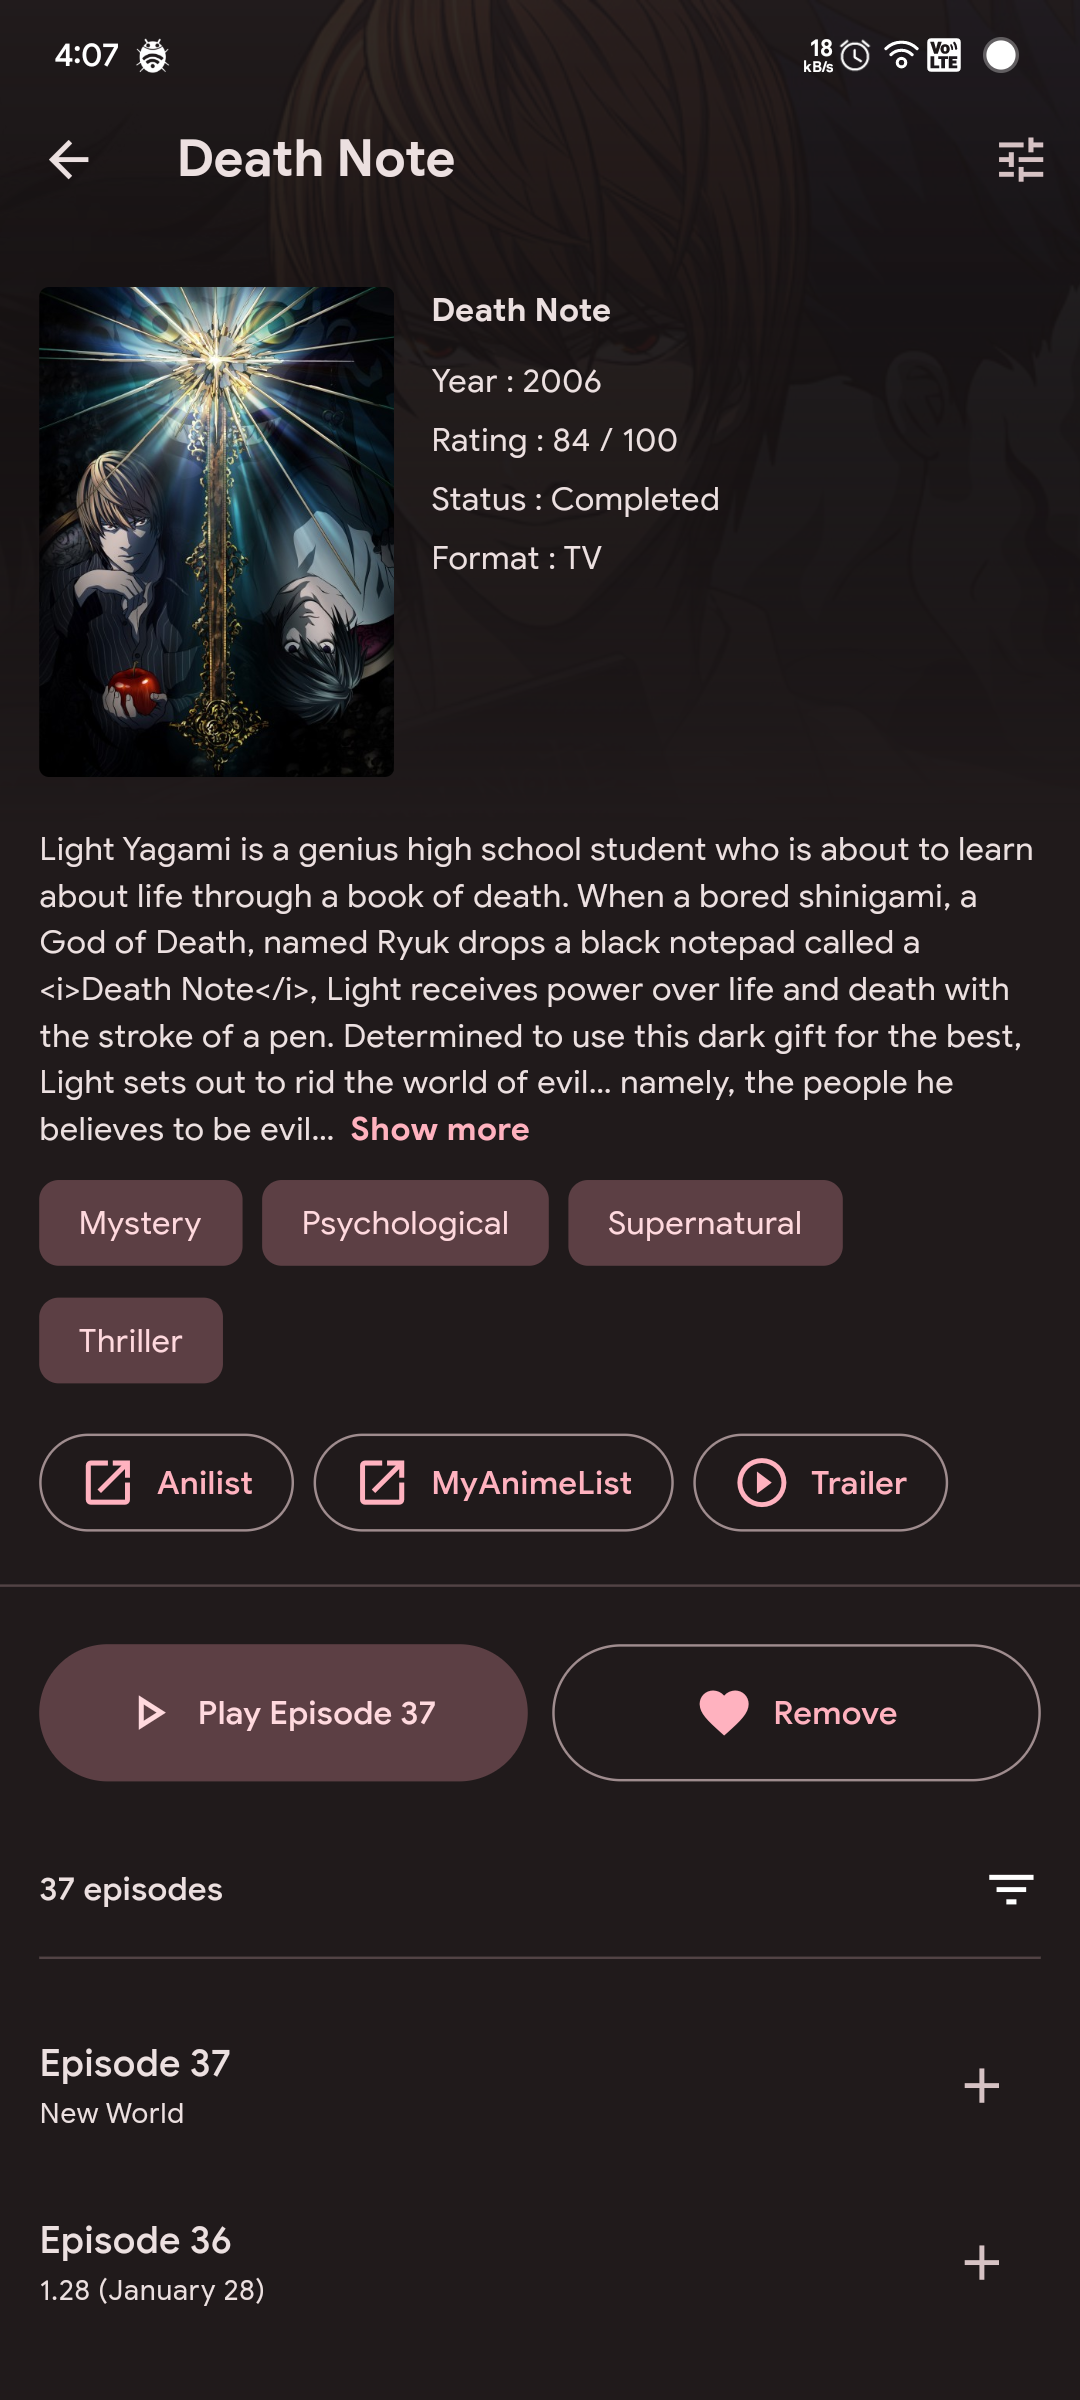 4:07
18
kB/s
Vo))
LTE
Death Note
Death Note
Year : 2006
Rating : 84 / 100
Status : Completed
Format : TV
Light Yagami is a genius high school student who is about to learn
about life through a book of death. When a bored shinigami, a
God of Death, named Ryuk drops a black notepad called a
<i>Death Note</i>, Light receives power over life and death with
the stroke of a pen. Determined to use this dark gift for the best,
Light sets out to rid the world of evil... namely, the people he
believes to be evil... Show more
Mystery
Psychological
Supernatural
Thriller
Anilist
MyAnimeList
Trailer
Play Episode 37
Remove
37 episodes
Episode 37
New World
Episode 36
1.28 (January 28)